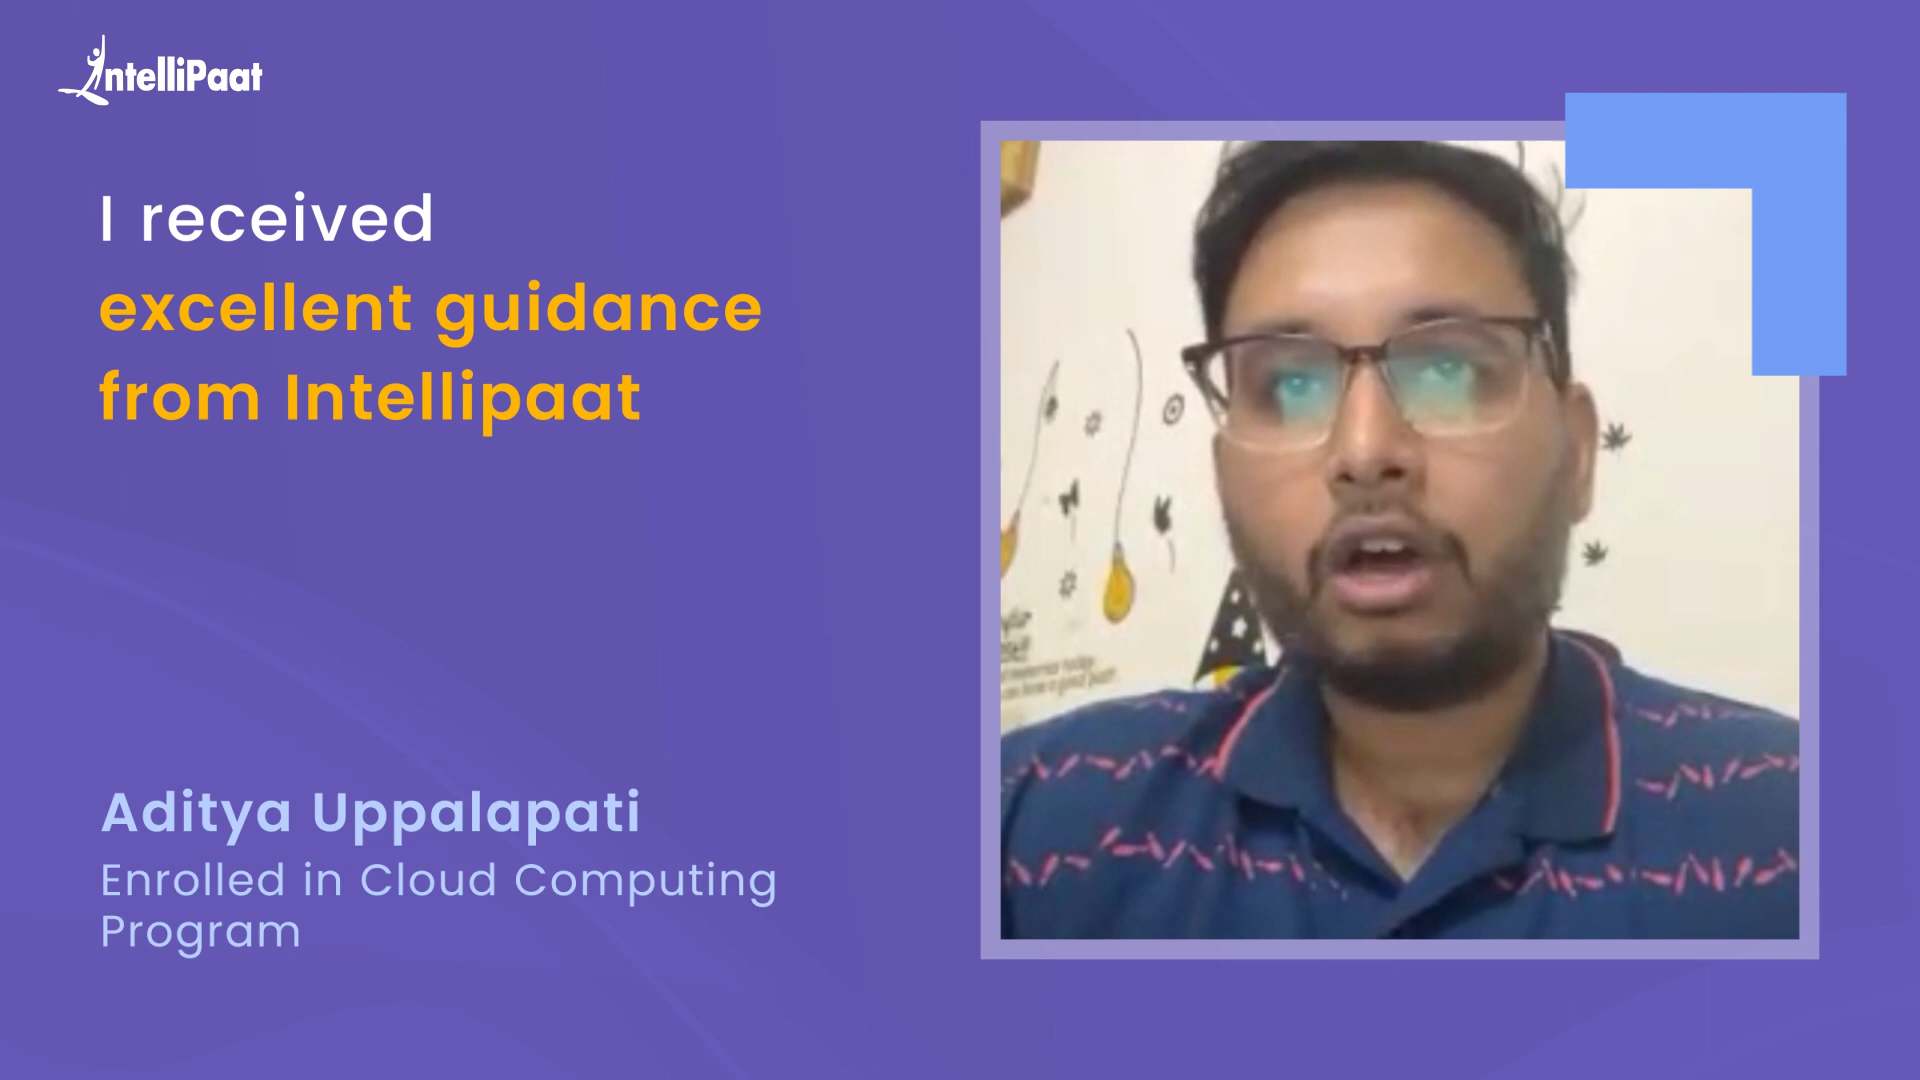 IntelliPaat
I received
excellent guidance
from Intellipaat
Aditya Uppalapati
Enrolled in Cloud Computing
Program